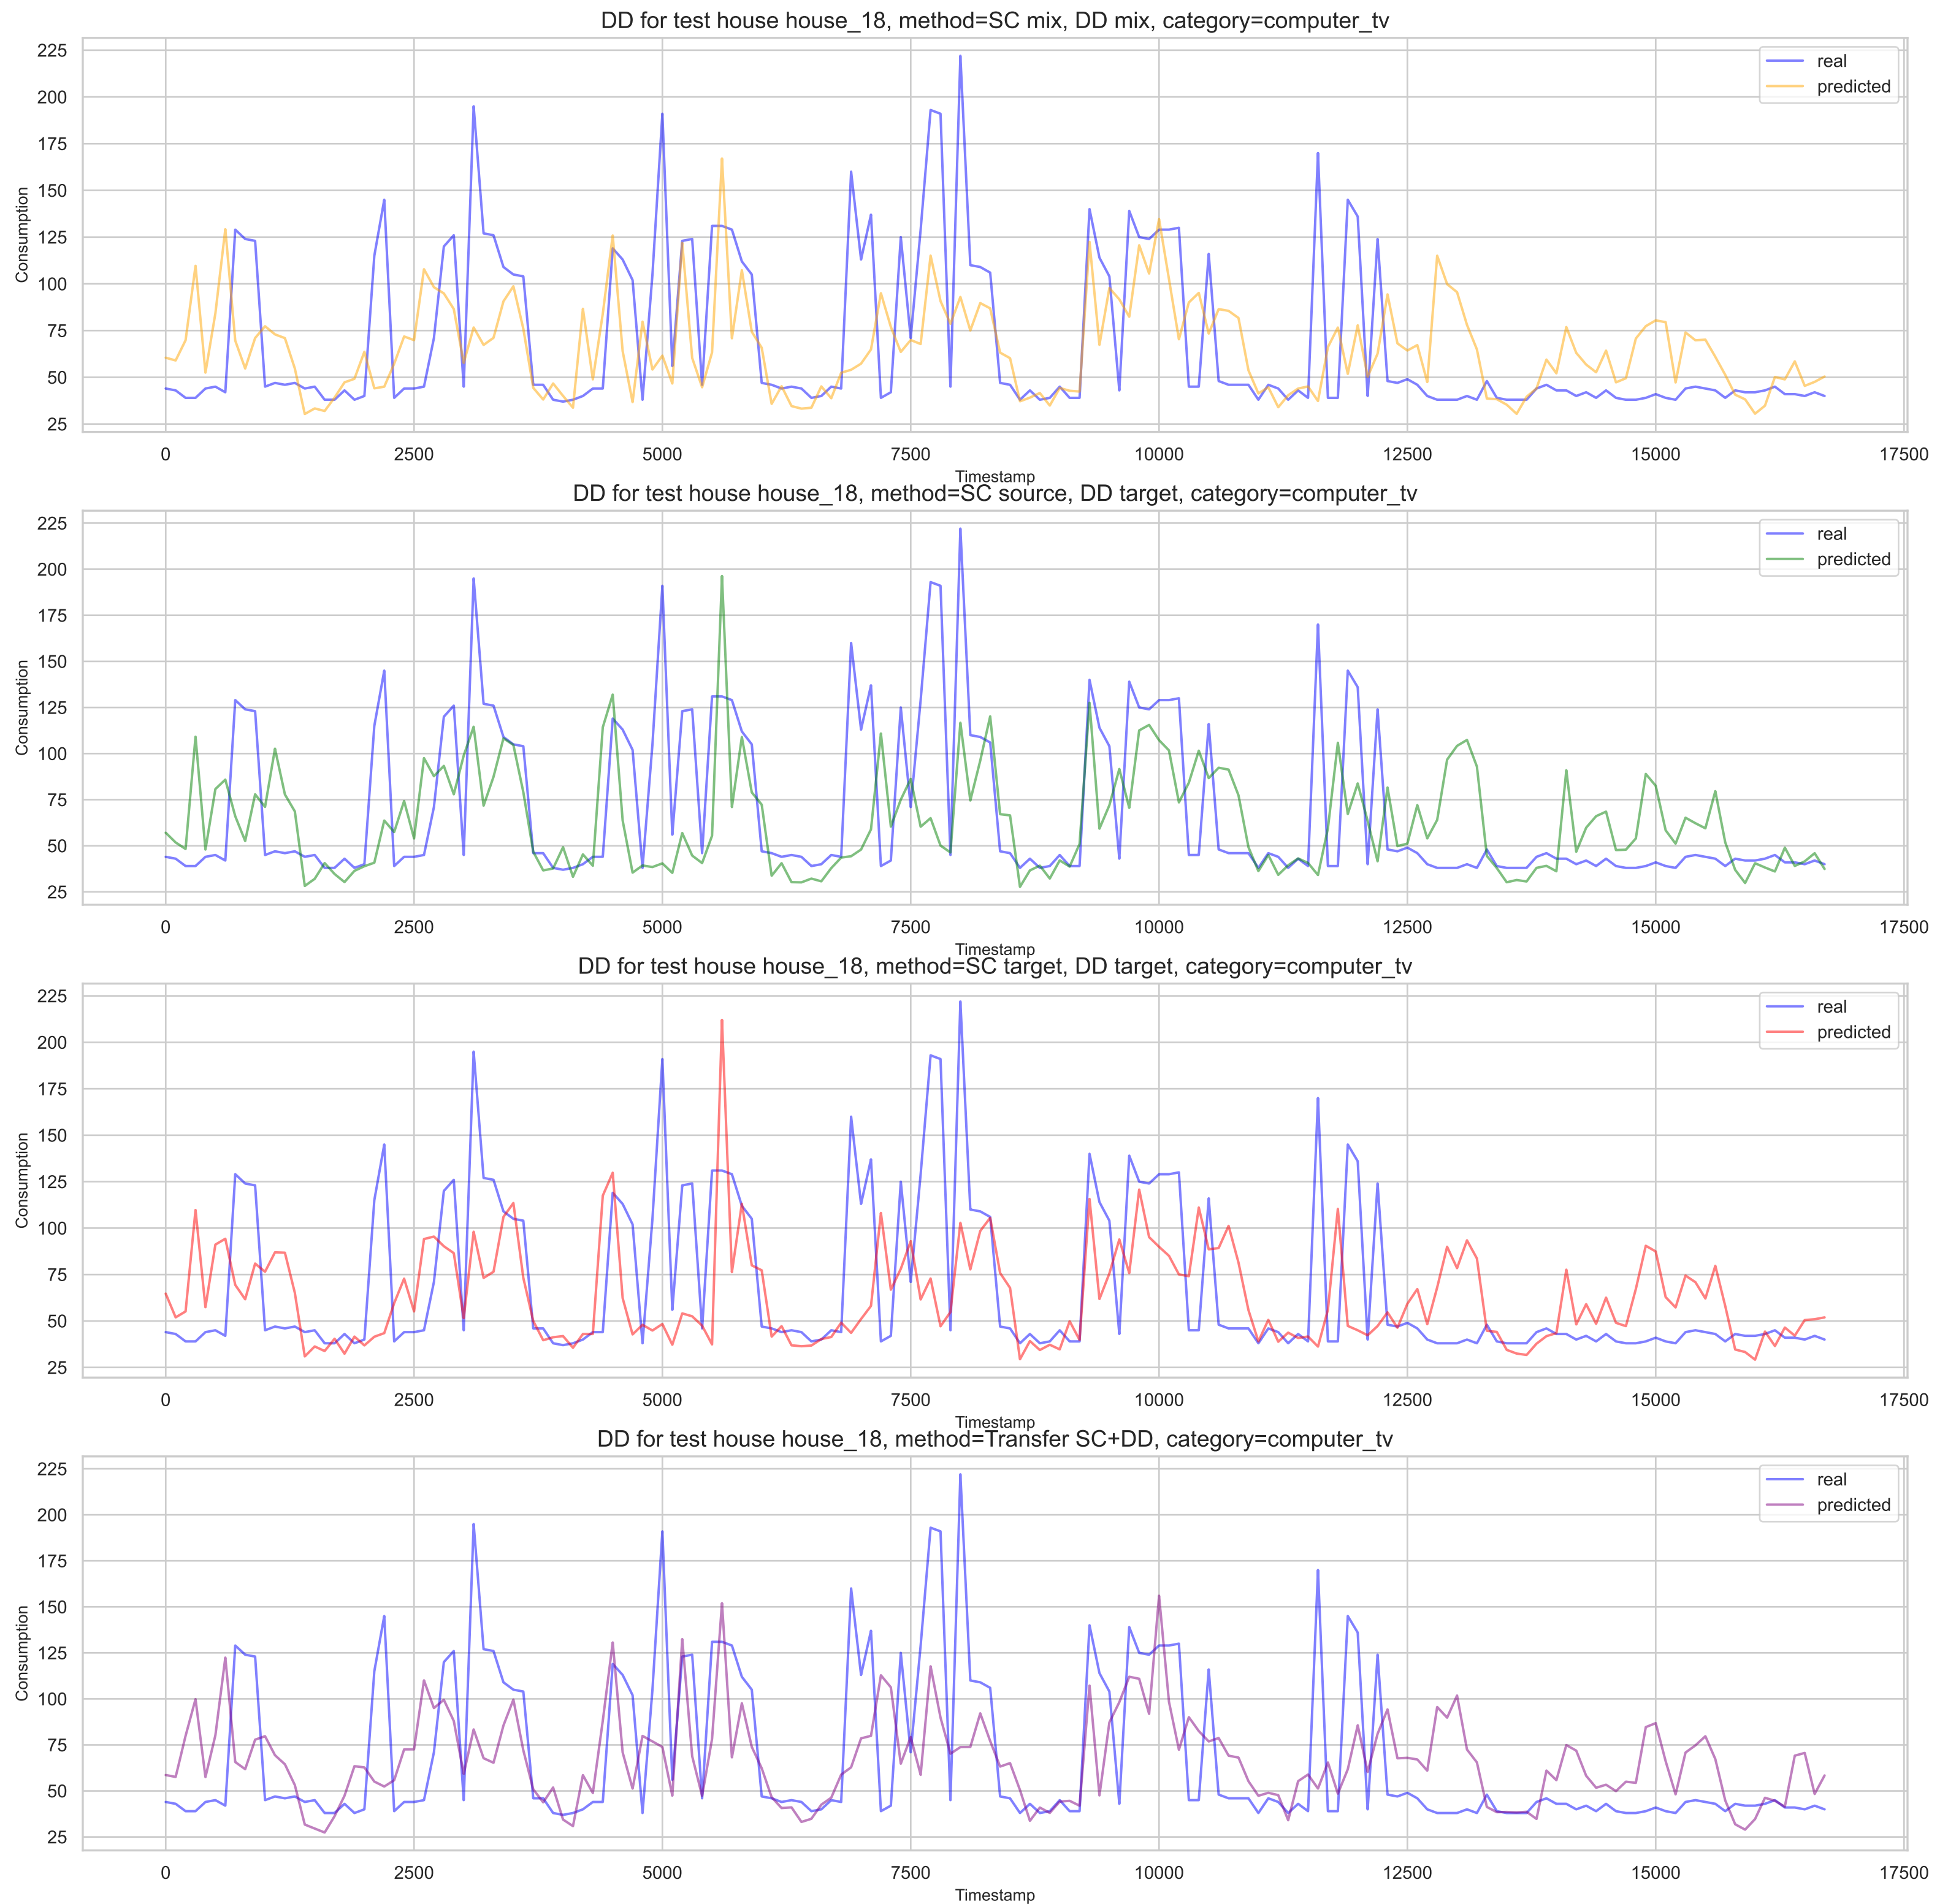 DD for test house house_18, method=SC mix, DD mix, category=computer_tv
225
200
175
150
125
100
75
50
25
Consumption
real
predicted
0 2500 5000 7500 10000 12500 15000 17500
Timestamp
DD for test house house_18, method=SC source, DD target, category=computer_tv
225
200
175
150
125
100
75
50
25
Consumption
real
predicted
0 2500 5000 7500 10000 12500 15000 17500
Timestamp
DD for test house house_18, method=SC target, DD target, category=computer_tv
225
200
175
150
125
100
75
50
25
Consumption
real
predicted
0 2500 5000 7500 10000 12500 15000 17500
Timestamp
DD for test house house_18, method=Transfer SC+DD, category=computer_tv
225
200
175
150
125
100
75
50
25
Consumption
real
predicted
0 2500 5000 7500 10000 12500 15000 17500
Timestamp